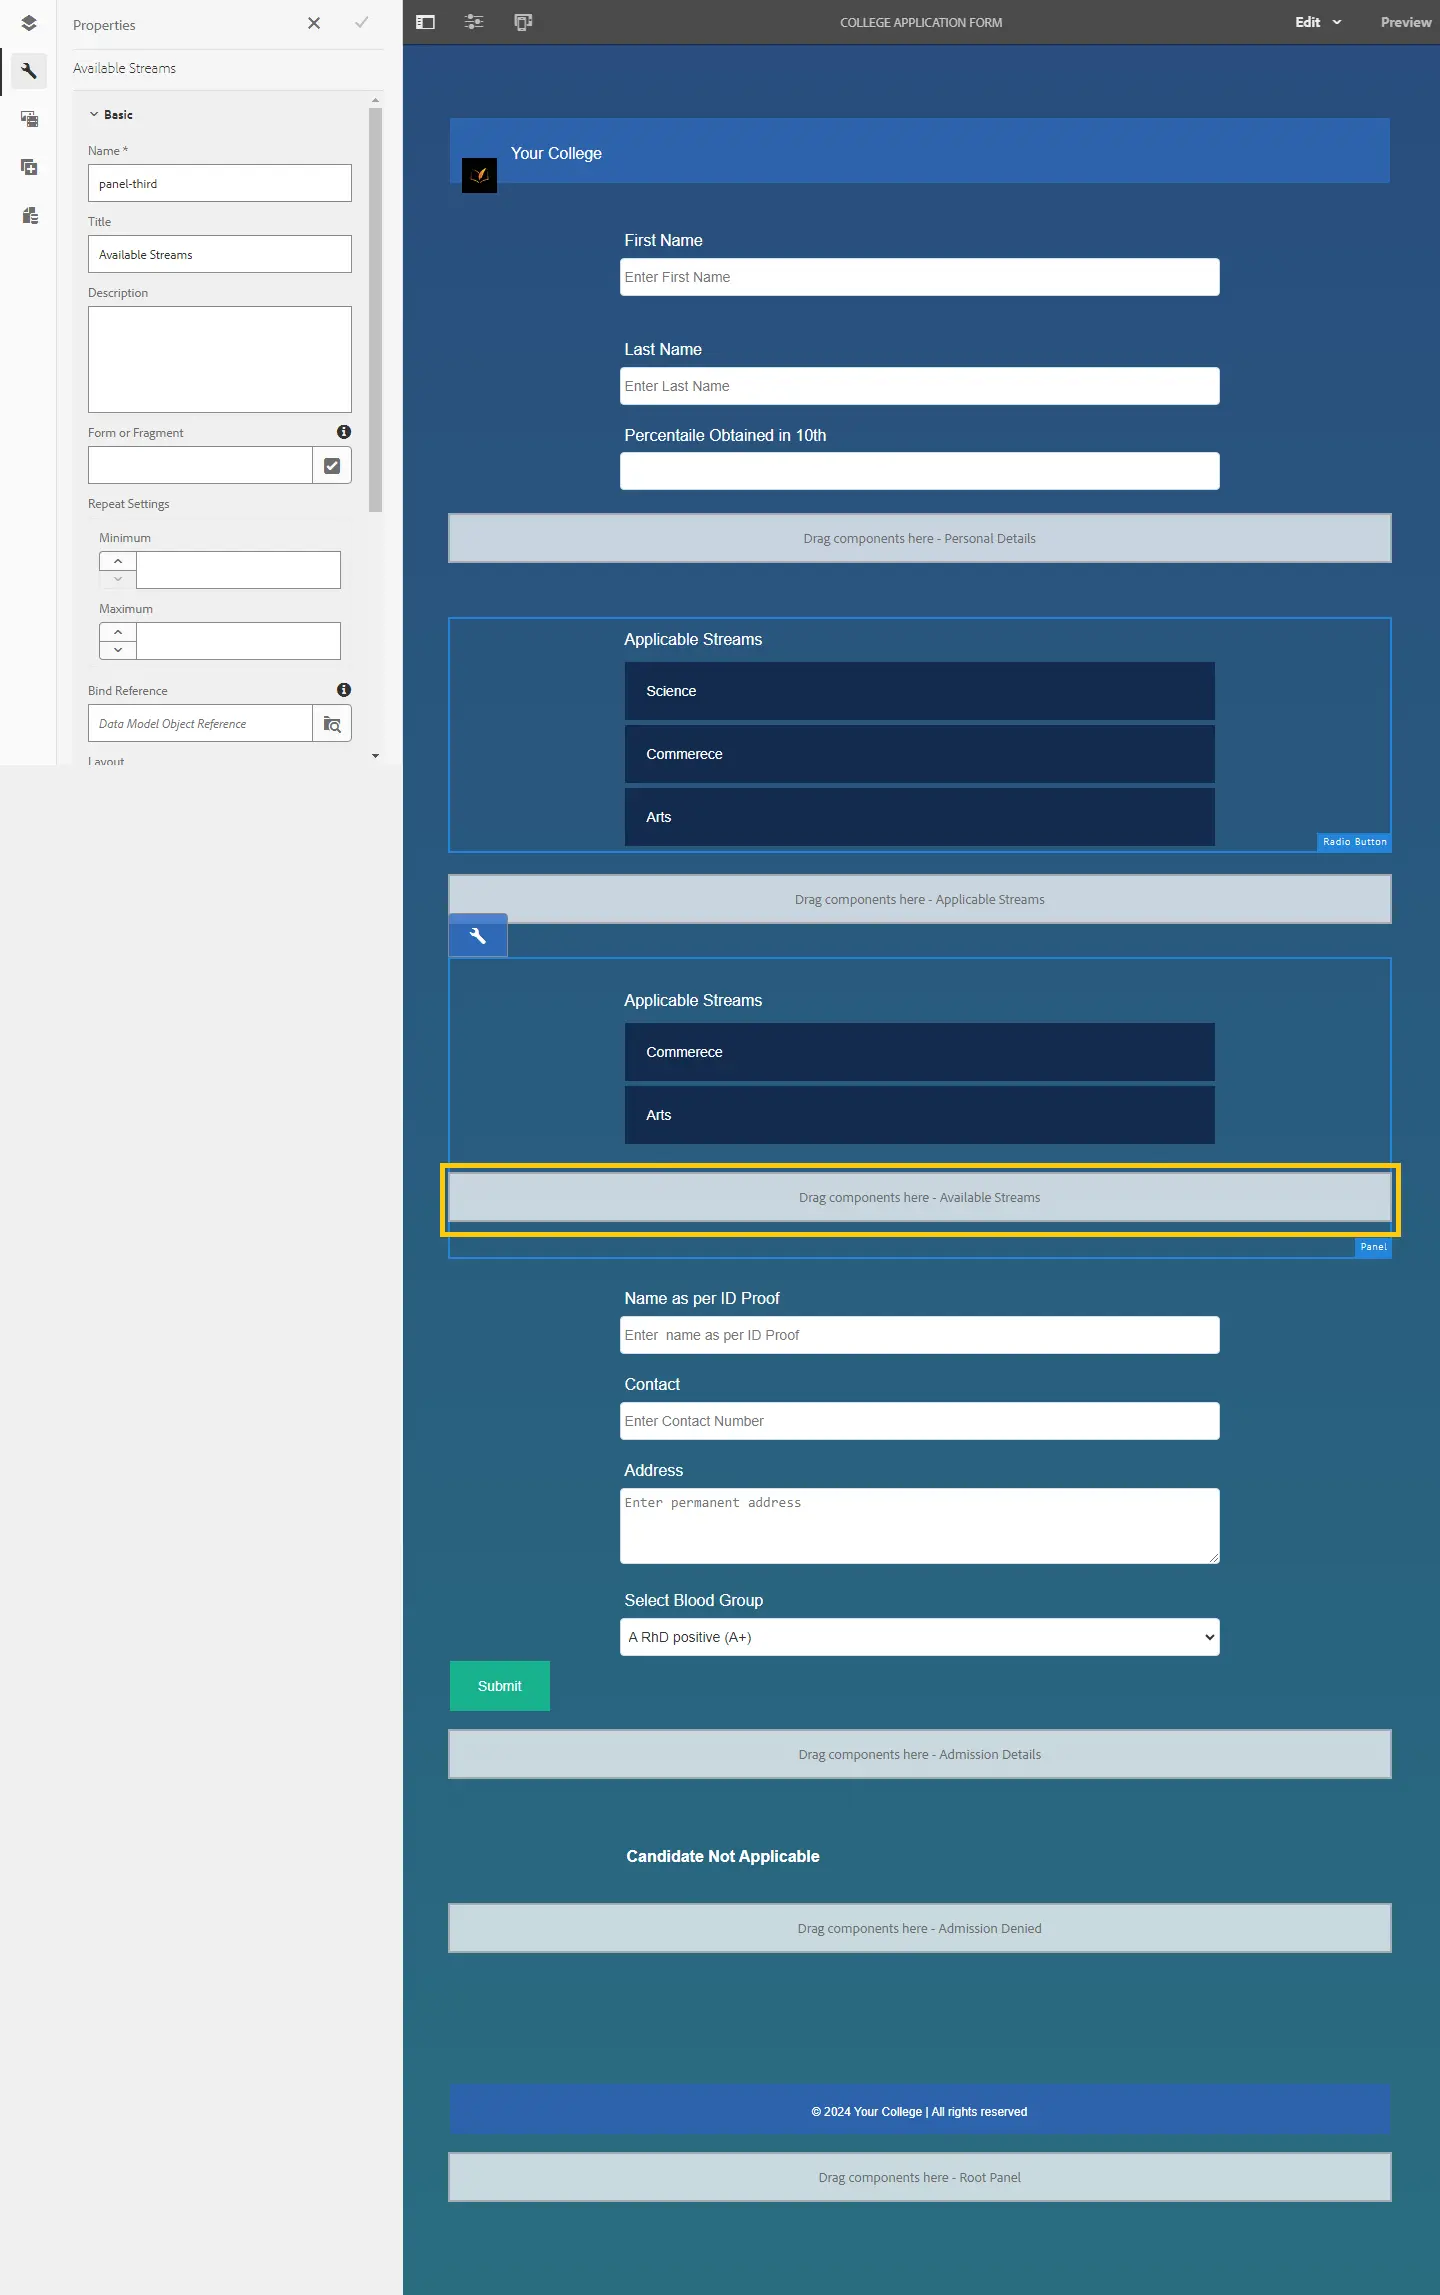 Properties
Available Streams
Basic
Name *
panel-third
Title
Available Streams
Description
Form or Fragment
Repeat Settings
Minimum
Maximum
Bind Reference
Data Model Object Reference
Layout
COLLEGE APPLICATION FORM
Edit
Preview
Your College
First Name
Enter First Name
Last Name
Enter Last Name
Percentaile Obtained in 10th
Drag components here - Personal Details
Applicable Streams
Science
Commerece
Arts
Radio Button
Drag components here - Applicable Streams
Applicable Streams
Commerece
Arts
Drag components here - Available Streams
Panel
Name as per ID Proof
Enter  name as per ID Proof
Contact
Enter Contact Number
Address
Enter permanent address
Select Blood Group
A RhD positive (A+)
Submit
Drag components here - Admission Details
Candidate Not Applicable
Drag components here - Admission Denied
© 2024 Your College | All rights reserved
Drag components here - Root Panel